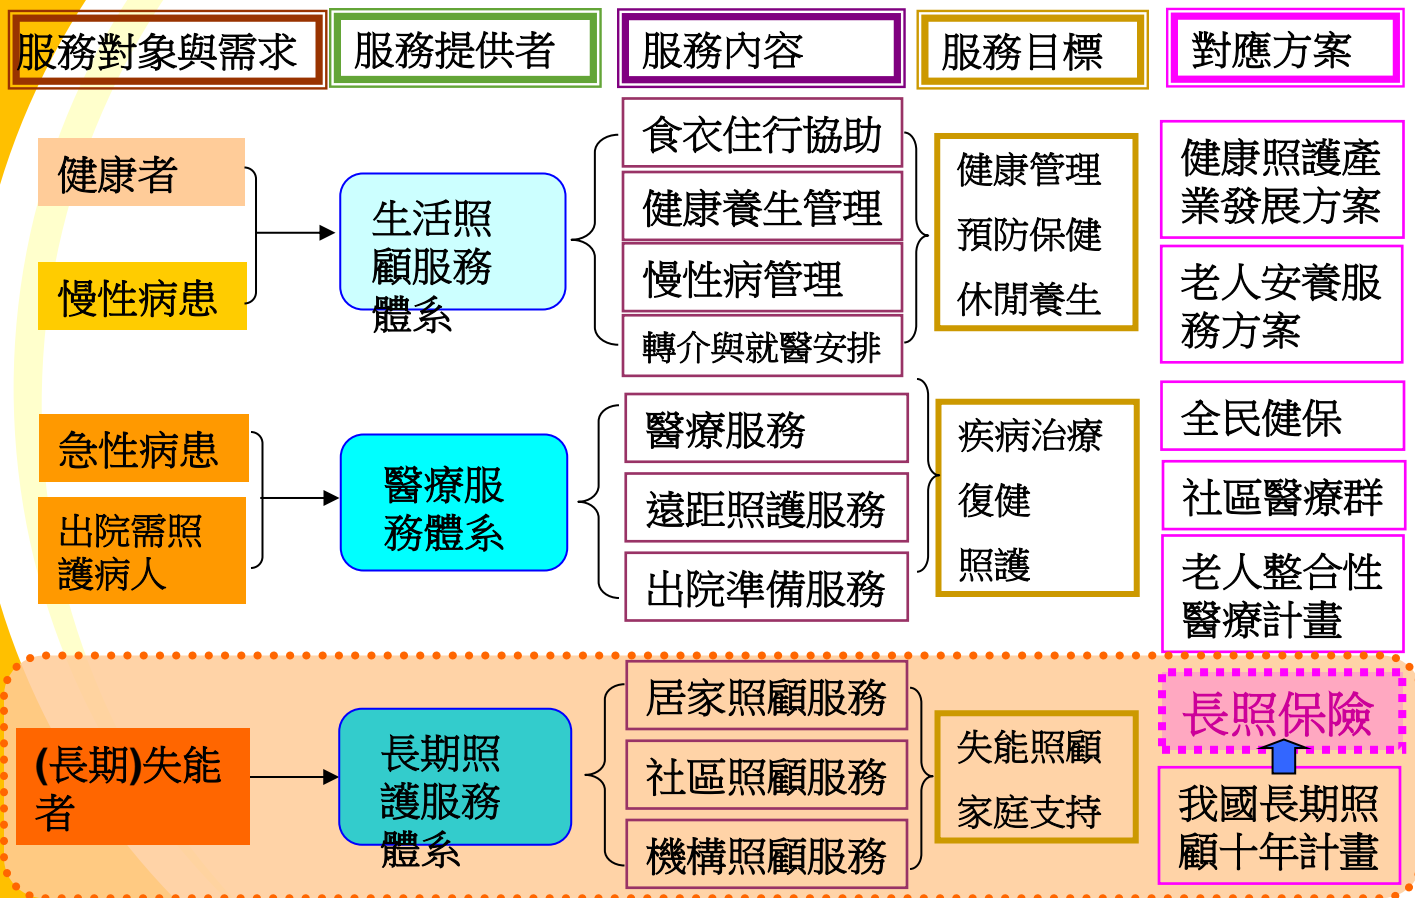 服務對象與需求
服務提供者
服務內容
服務目標
對應方案
健康者
慢性病患
生活照
顧服務
體系
食衣住行協助
健康養生管理
慢性病管理
轉介與就醫安排
健康管理
預防保健
休閒養生
健康照護產
業發展方案
老人安養服
務方案
急性病患
出院需照
護病人
醫療服
務體系
醫療服務
遠距照護服務
出院準備服務
疾病治療
復健
照護
全民健保
社區醫療群
老人整合性
醫療計畫
(長期)失能
者
長期照
護服務
體系
居家照顧服務
社區照顧服務
機構照顧服務
失能照顧
家庭支持
長照保險
我國長期照
顧十年計畫